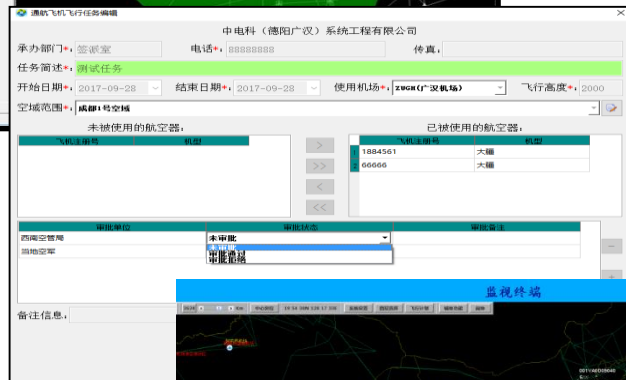 通航飞机飞行任务编辑
中电科（德阳广汉）系统工程有限公司
承办部门*: 签派室 电话*: 88888888 传真:
任务简述*: 测试任务
开始日期*: 2017-09-28 结束日期*: 2017-09-28 使用机场*: ZUGH(广汉机场) 飞行高度*: 2000
空域范围*: 成都1号空域
未被使用的航空器: 已被使用的航空器:
飞机注册号 机型 飞机注册号 机型
> 1 1884561 大疆
>> 2 66666 大疆
<
<<
审批单位 审批状态 审批备注
西南空管局 未审批
当地空军 未审批
审批通过
审批拒绝
备注信息:
监视终端